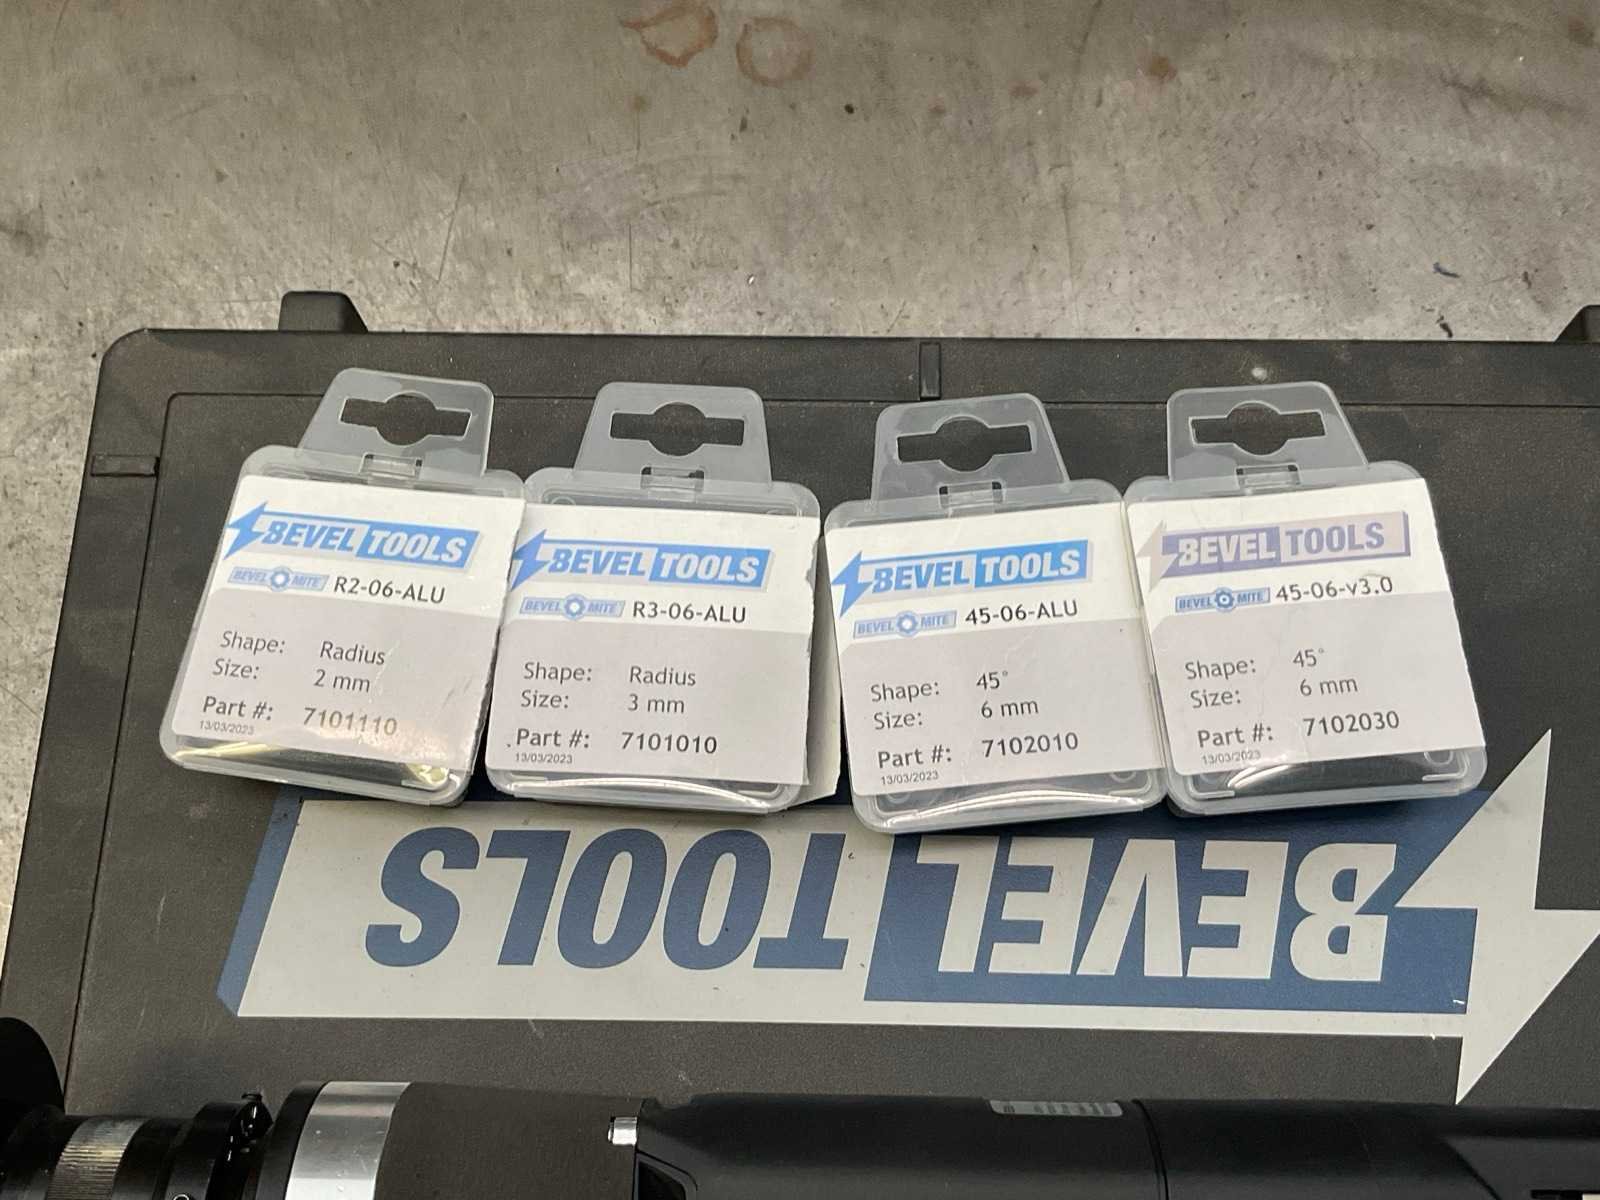 BEVEL TOOLS
BEVEL MITE R2-06-ALU
Shape: Radius
Size: 2 mm
Part #: 7101110
13/03/2023
BEVEL TOOLS
BEVEL MITE R3-06-ALU
Shape: Radius
Size: 3 mm
Part #: 7101010
13/03/2023
BEVEL TOOLS
BEVEL MITE 45-06-ALU
Shape: 45°
Size: 6 mm
Part #: 7102010
13/03/2023
BEVEL TOOLS
BEVEL MITE 45-06-v3.0
Shape: 45°
Size: 6 mm
Part #: 7102030
13/03/2023
BEVEL TOOLS